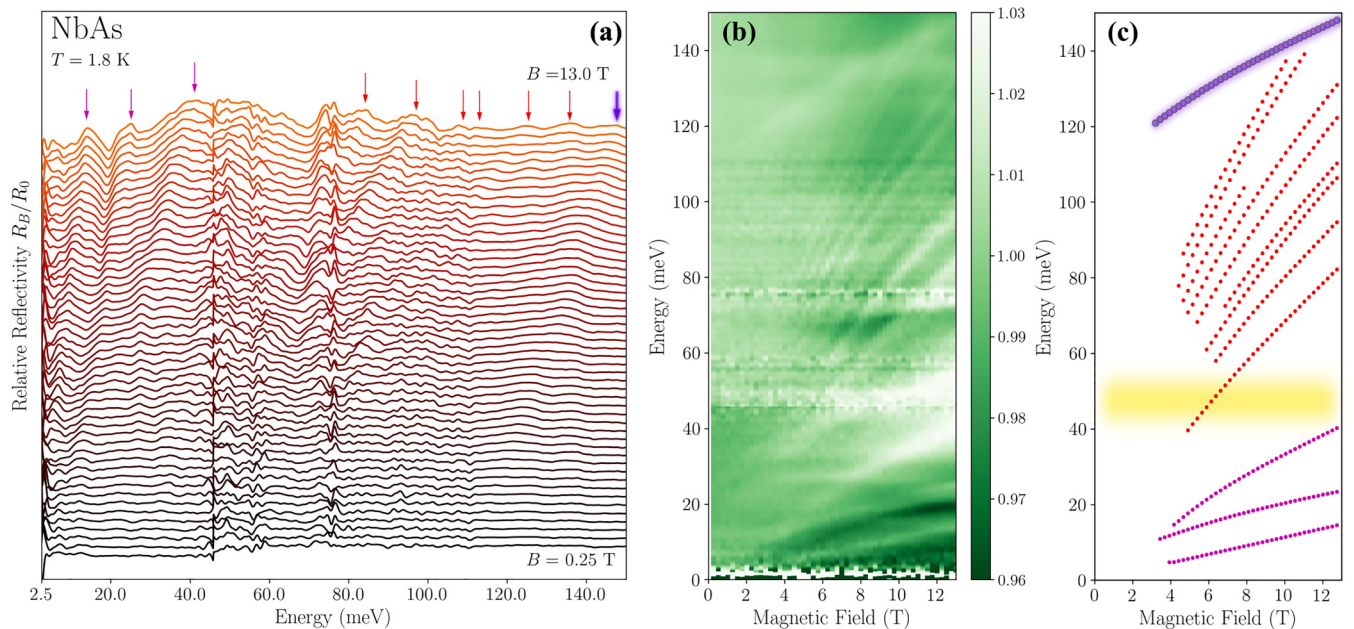 NbAs
(a)
T = 1.8 K
B =13.0 T
B = 0.25 T
Relative Reflectivity R_B/R_0
2.5 20.0 40.0 60.0 80.0 100.0 120.0 140.0
Energy (meV)
(b)
140
120
100
80
60
40
20
0
Energy (meV)
0 2 4 6 8 10 12
Magnetic Field (T)
1.03
1.02
1.01
1.00
0.99
0.98
0.97
0.96
(c)
140
120
100
80
60
40
20
0
Energy (meV)
0 2 4 6 8 10 12
Magnetic Field (T)